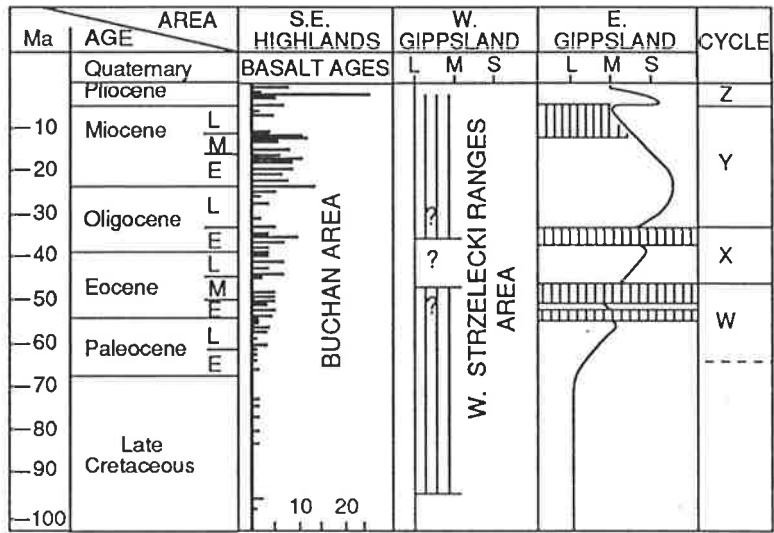 AREA
Ma AGE
S.E.
HIGHLANDS
W.
GIPPSLAND
E.
GIPPSLAND
CYCLE
Quaternary
BASALT AGES
L M S
L M S
Pliocene
Z
—10
Miocene
L
M
E
—20
Y
—30
Oligocene
L
E
?
—40
L
?
X
Eocene
M
E
—50
?
W
Paleocene
L
E
—60
—70
—80
Late
Cretaceous
—90
—100
10 20
BUCHAN AREA
W. STRZELECKI RANGES
AREA